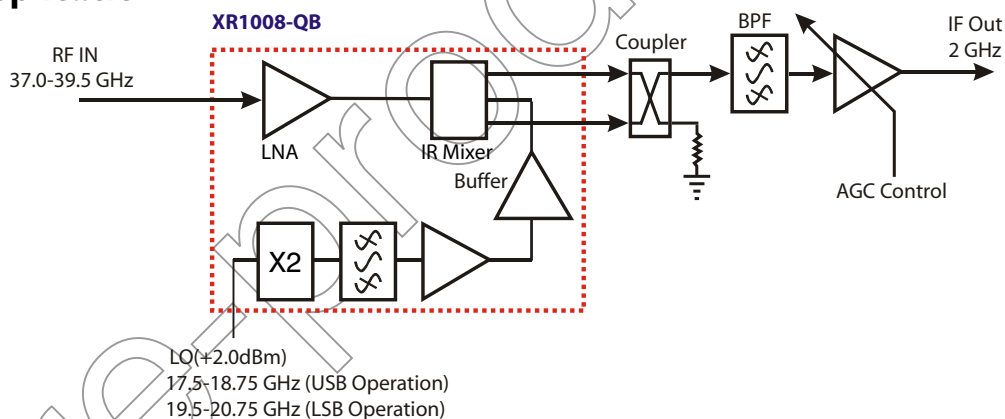 XR1008-QB
RF IN
37.0-39.5 GHz
LNA
IR Mixer
Buffer
X2
Coupler
BPF
IF Out
2 GHz
AGC Control
LO(+2.0dBm)
17.5-18.75 GHz (USB Operation)
19.5-20.75 GHz (LSB Operation)